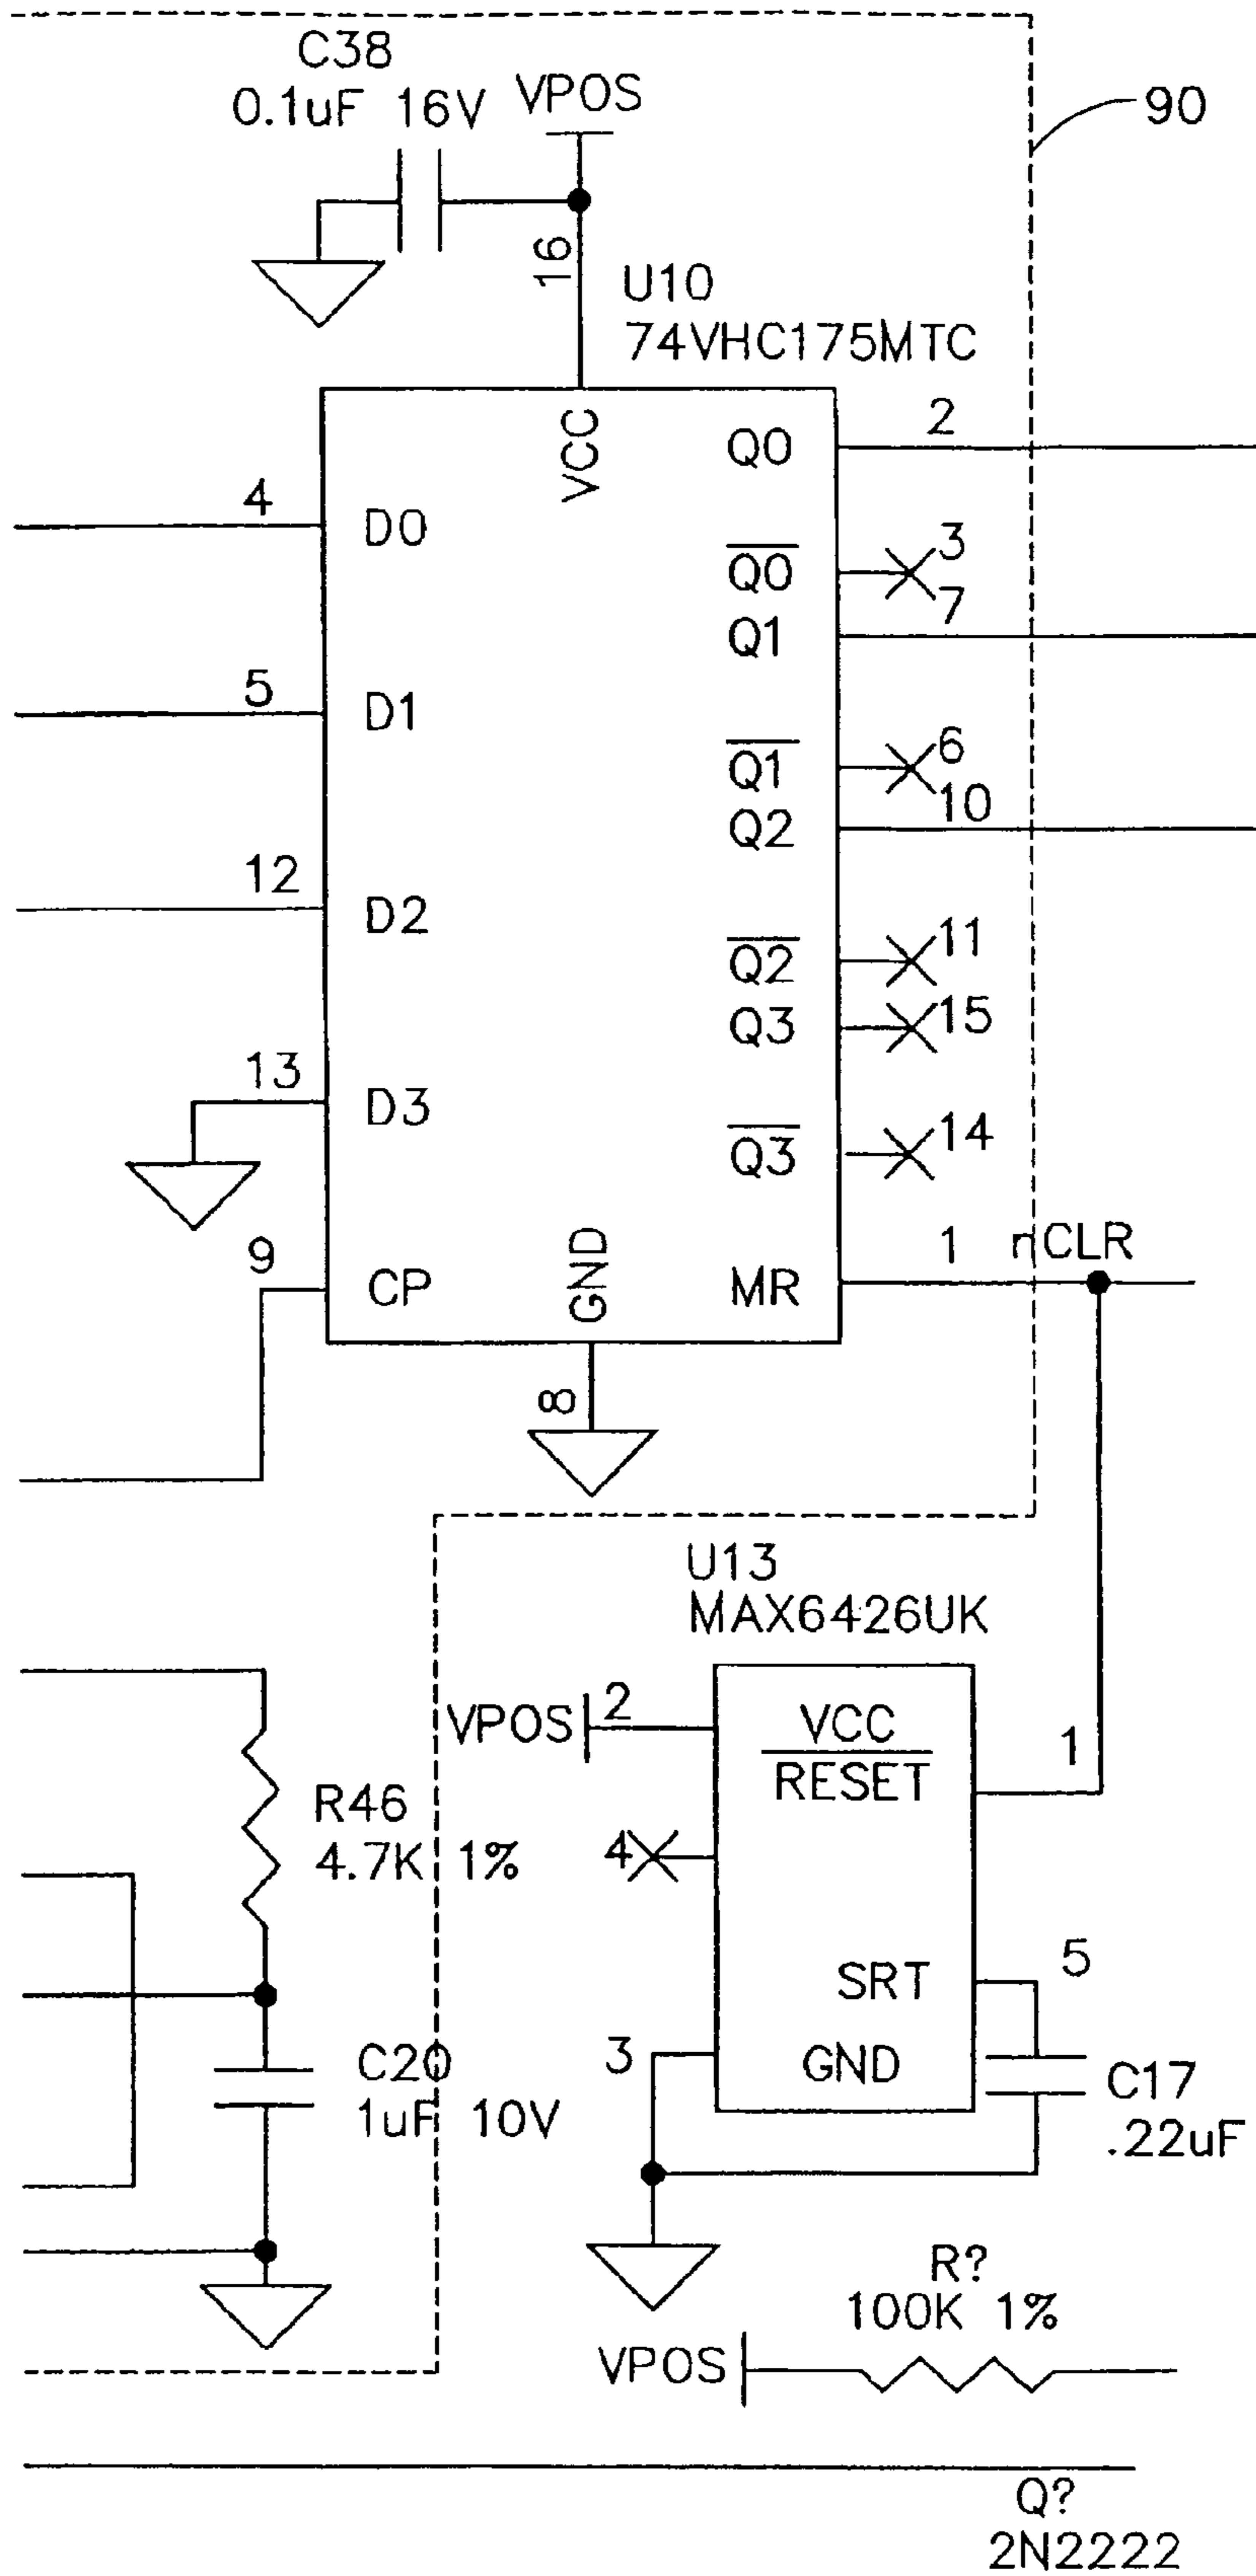 C38
0.1uF 16V
VPOS
90
16
U10
74VHC175MTC
VCC
Q0
2
4
D0
Q0
3
Q1
7
5
D1
Q1
6
Q2
10
12
D2
Q2
11
Q3
15
13
D3
Q3
14
9
CP
GND
MR
1
nCLR
8
U13
MAX6426UK
VPOS
2
VCC
RESET
1
R46
4.7K 1%
4
SRT
5
3
GND
C20
1uF 10V
C17
.22uF
R?
100K 1%
VPOS
Q?
2N2222